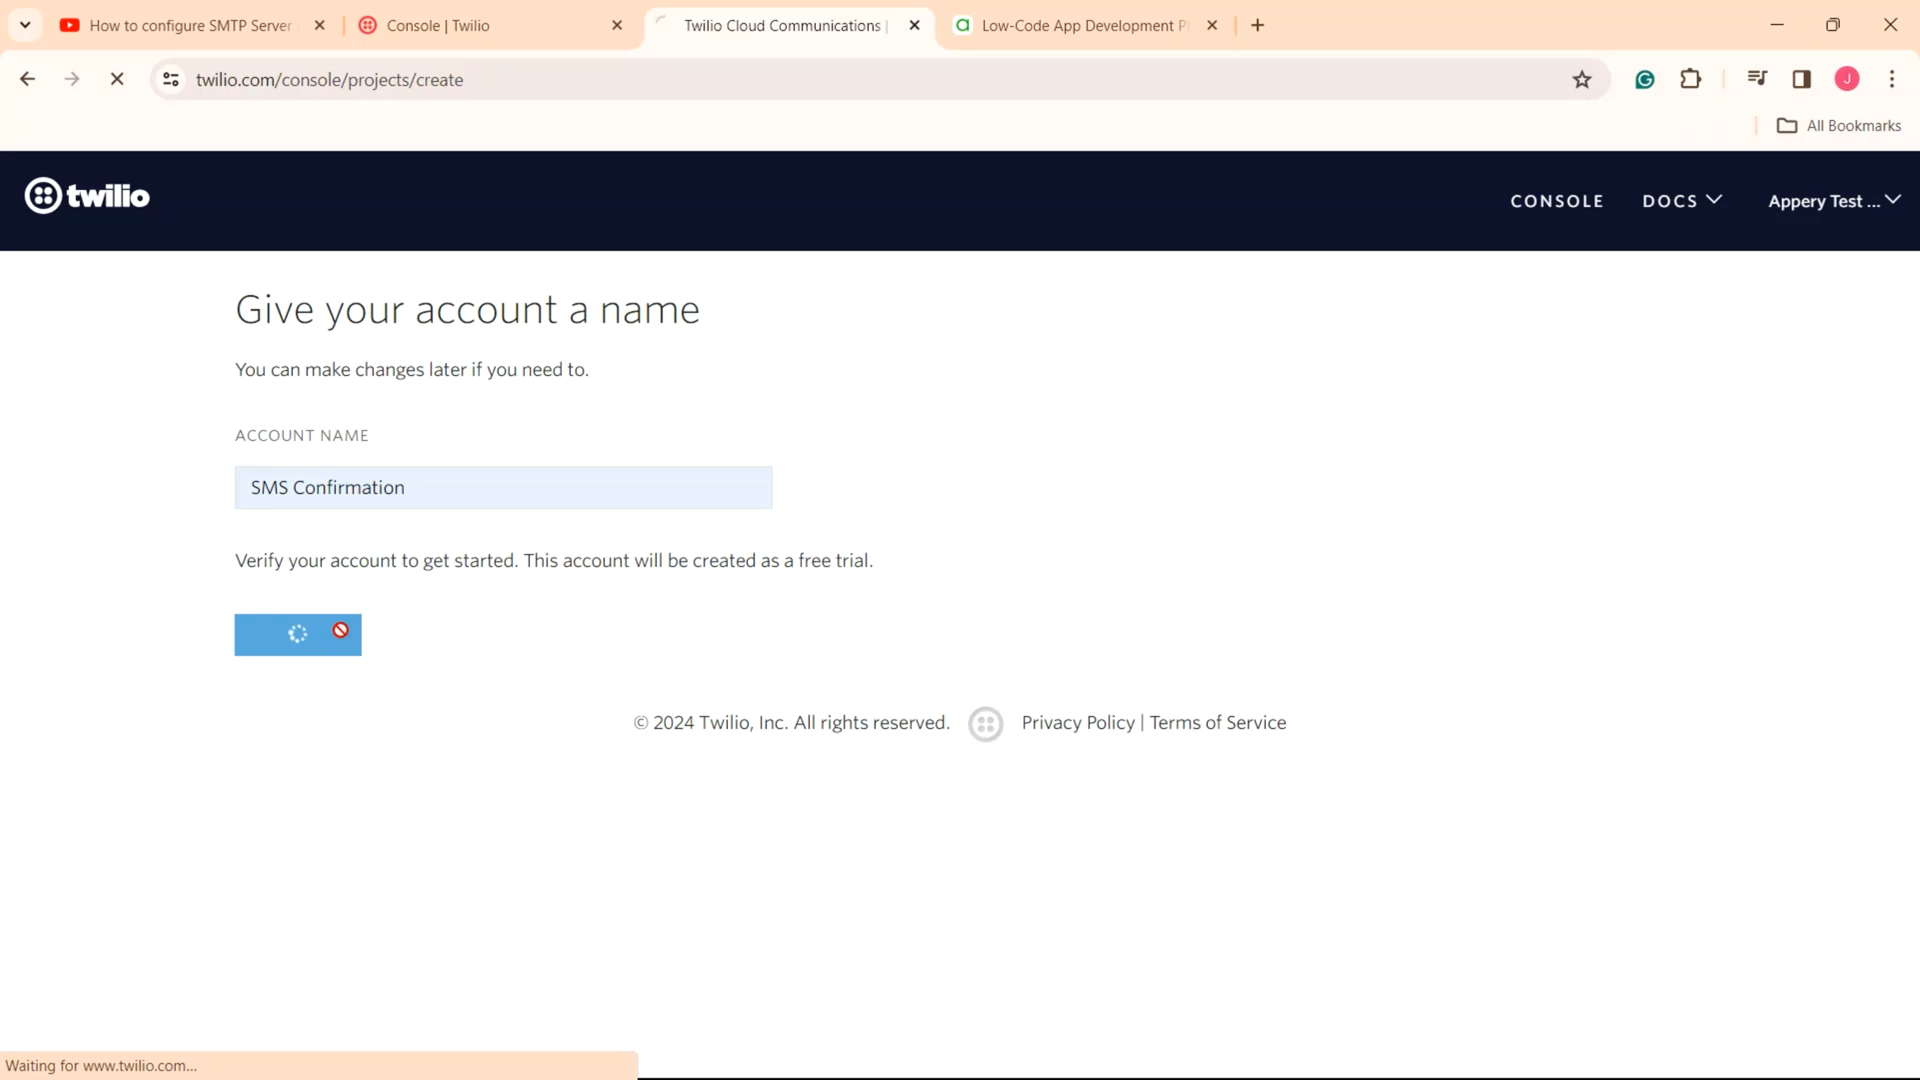 How to configure SMTP Server
Console | Twilio
Twilio Cloud Communications |
Low-Code App Development Pl
twilio.com/console/projects/create
J
All Bookmarks
twilio
CONSOLE
DOCS
Appery Test ...
Give your account a name
You can make changes later if you need to.
ACCOUNT NAME
SMS Confirmation
Verify your account to get started. This account will be created as a free trial.
© 2024 Twilio, Inc. All rights reserved.
Privacy Policy | Terms of Service
Waiting for www.twilio.com...